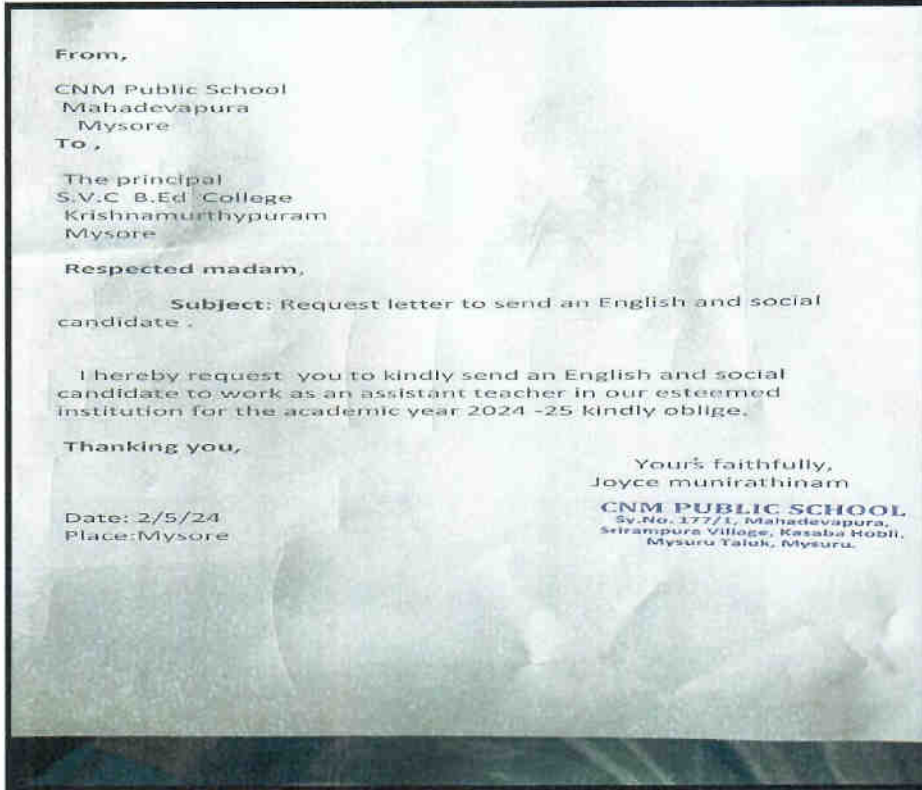 From,
CNM Public School
Mahadevapura
Mysore
To ,
The principal
S.V.C B.Ed College
Krishnamurthypuram
Mysore
Respected madam,
Subject: Request letter to send an English and social
candidate .
I hereby request you to kindly send an English and social
candidate to work as an assistant teacher in our esteemed
institution for the academic year 2024 -25 kindly oblige.
Thanking you,
Your's faithfully,
Joyce munirathinam
CNM PUBLIC SCHOOL
Sy.No. 177/1, Mahadevapura,
Srirampura Village, Kasaba Hobli.
Mysuru Taluk, Mysuru.
Date: 2/5/24
Place:Mysore